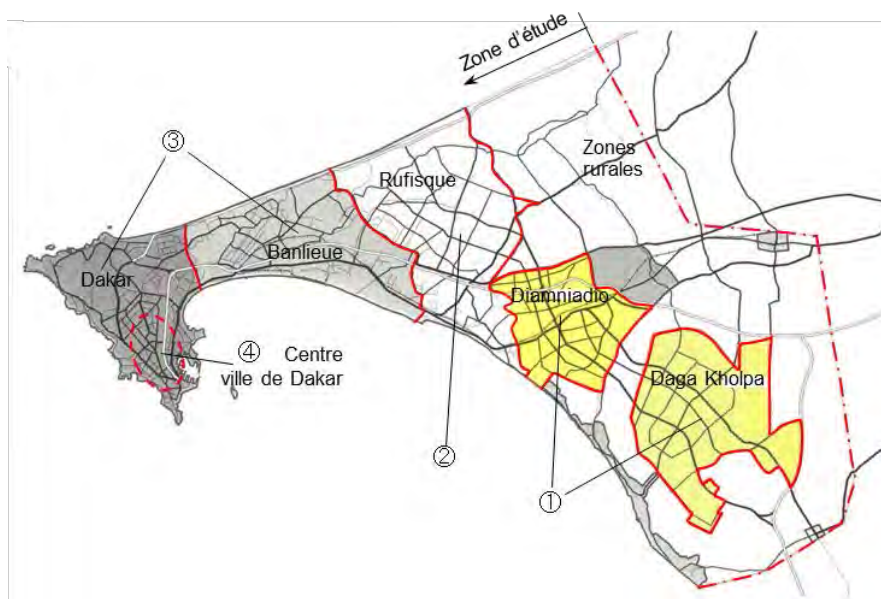 Zone d'étude
③
Zones
rurales
Rufisque
Banlieue
Dakar
Diamniadio
④ Centre
ville de Dakar
Daga Kholpa
②
①